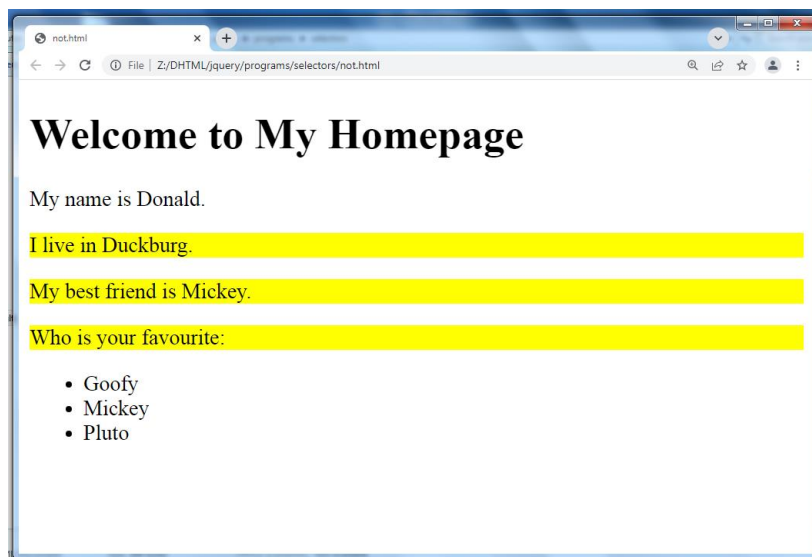 not.html
File | Z:/DHTML/jquery/programs/selectors/not.html
Welcome to My Homepage
My name is Donald.
I live in Duckburg.
My best friend is Mickey.
Who is your favourite:
• Goofy
• Mickey
• Pluto